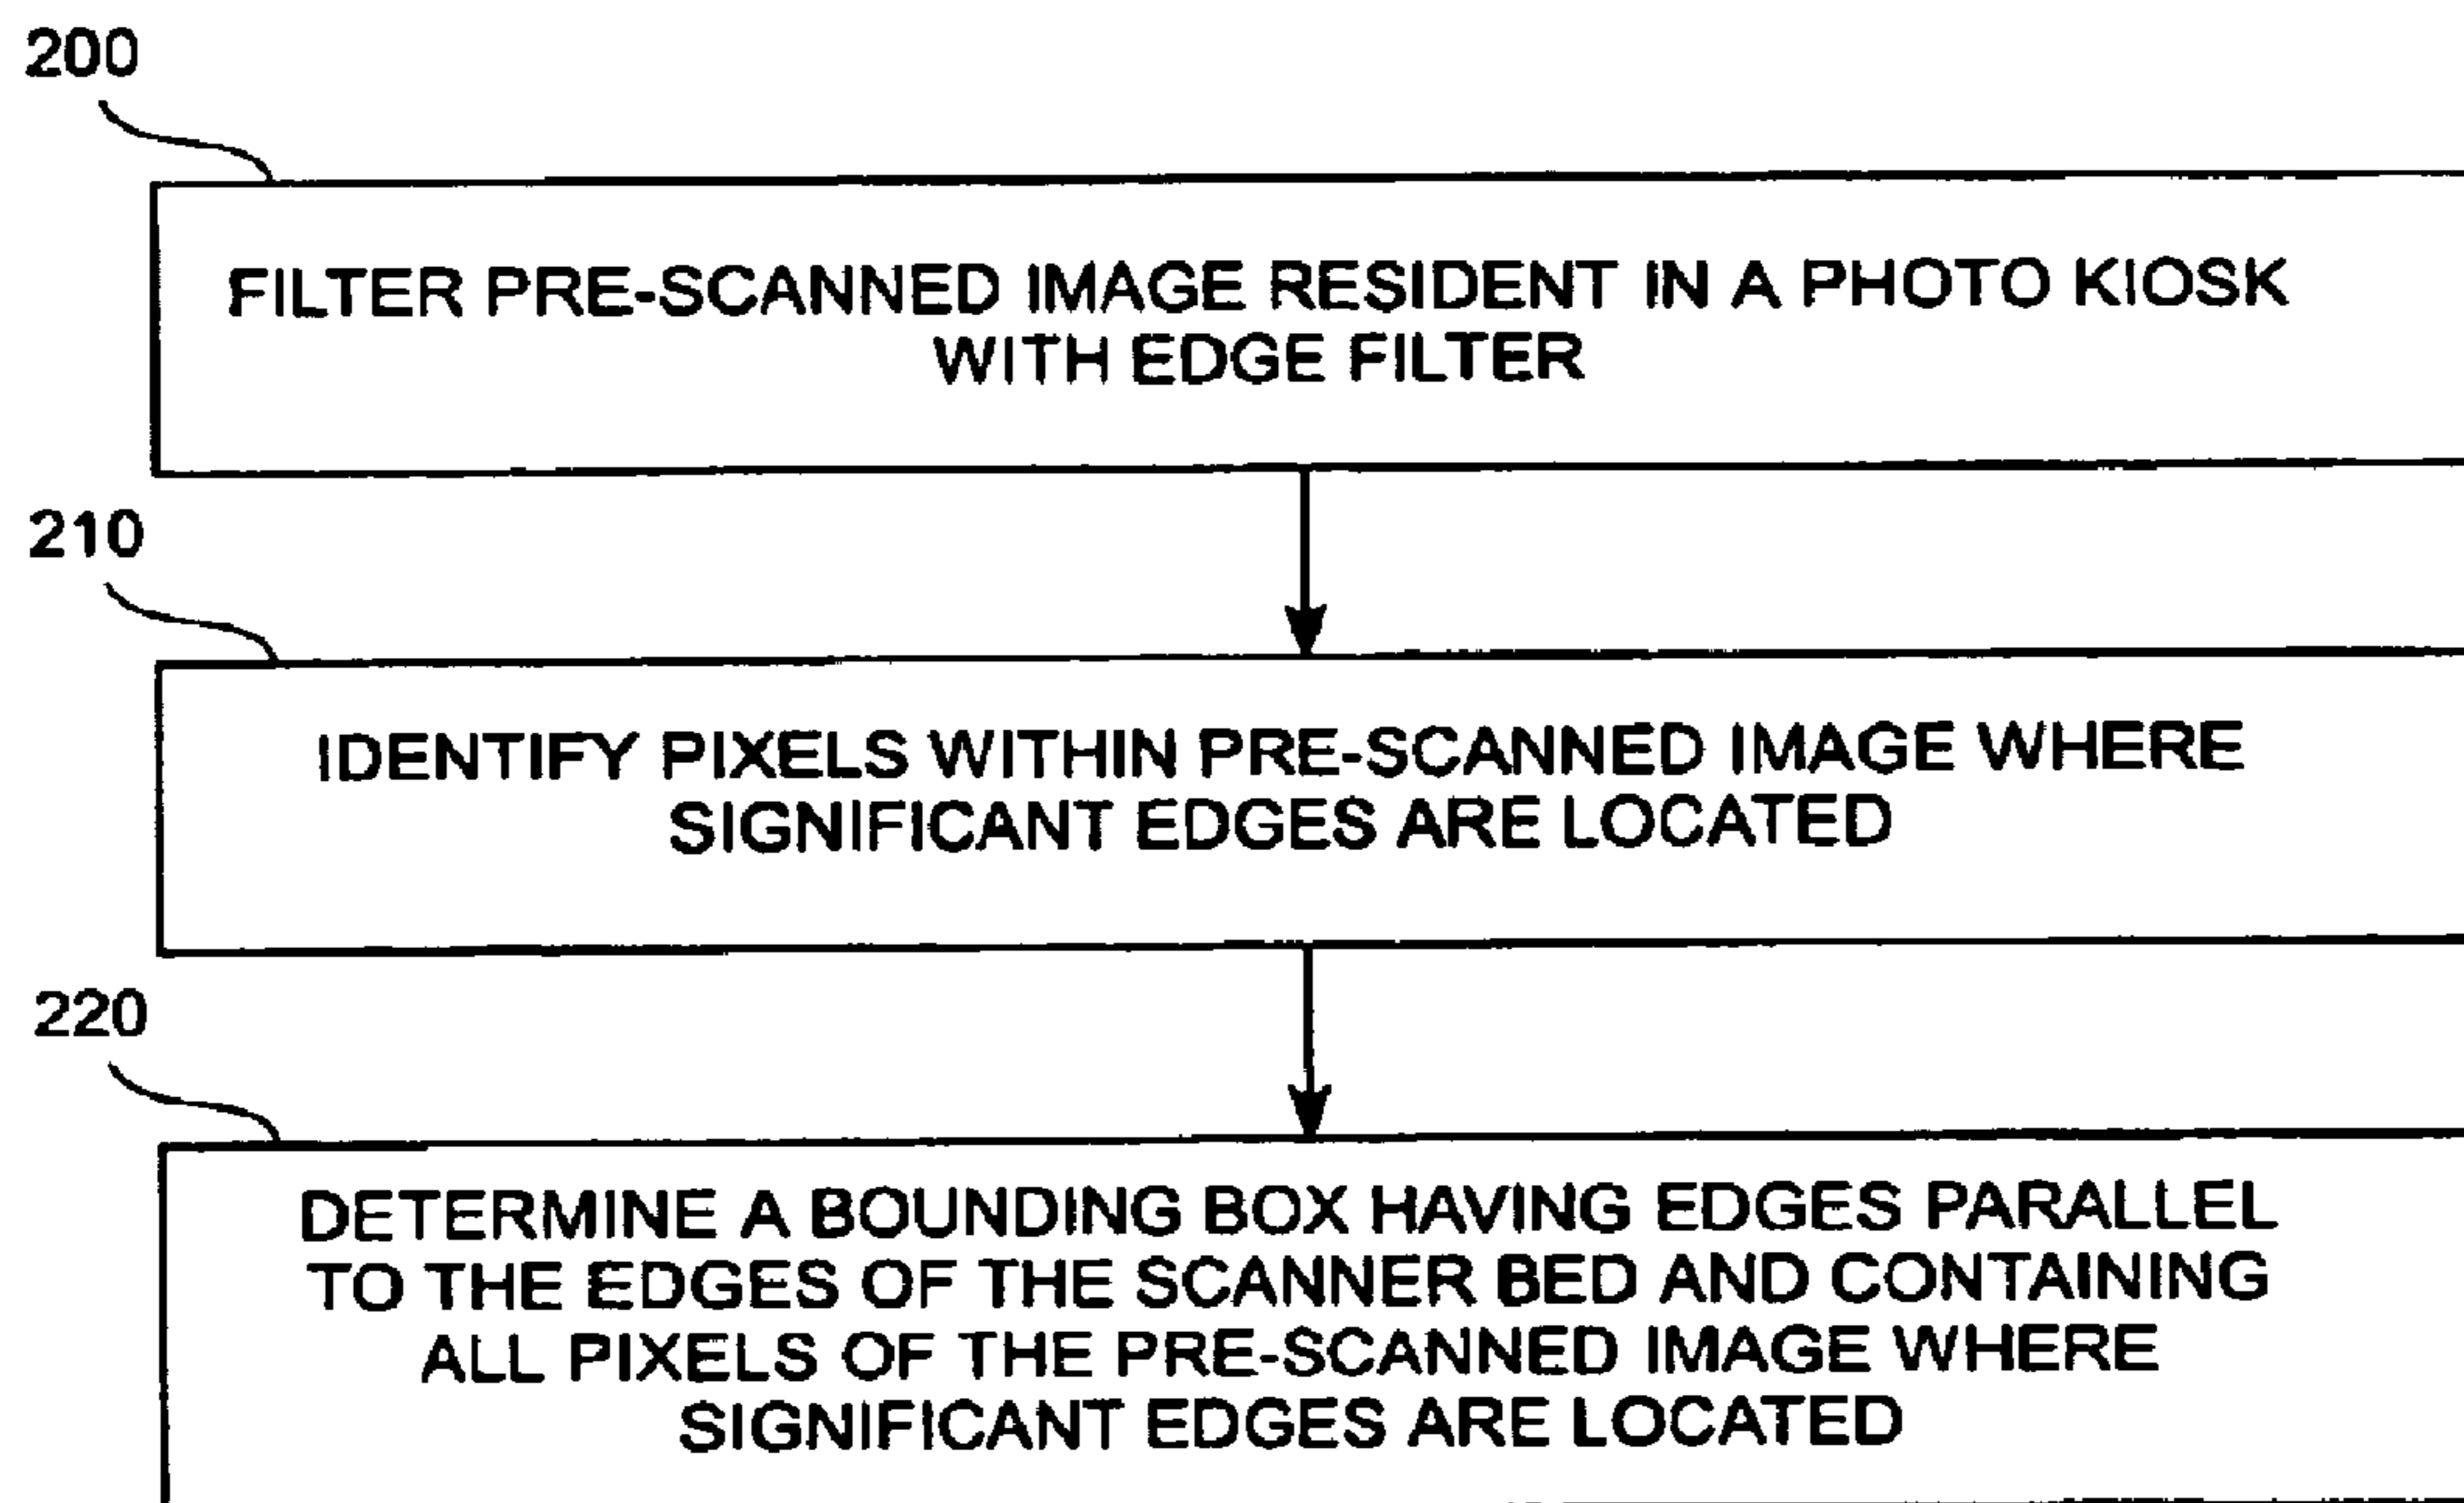 200
FILTER PRE-SCANNED IMAGE RESIDENT IN A PHOTO KIOSK
WITH EDGE FILTER
210
IDENTIFY PIXELS WITHIN PRE-SCANNED IMAGE WHERE
SIGNIFICANT EDGES ARE LOCATED
220
DETERMINE A BOUNDING BOX HAVING EDGES PARALLEL
TO THE EDGES OF THE SCANNER BED AND CONTAINING
ALL PIXELS OF THE PRE-SCANNED IMAGE WHERE
SIGNIFICANT EDGES ARE LOCATED